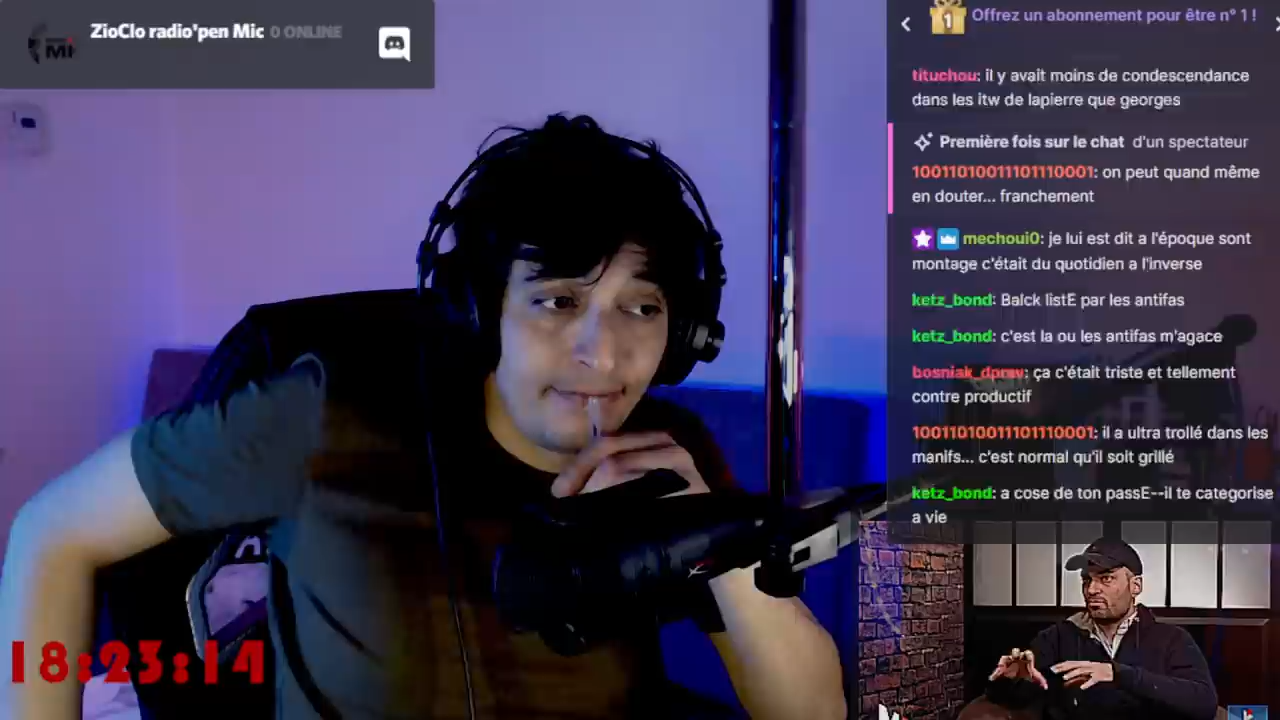 ZioClo radio'pen Mic 0 ONLINE
MI
1
Offrez un abonnement pour être n° 1 !
tituchou: il y avait moins de condescendance
dans les itw de lapierre que georges
Première fois sur le chat d'un spectateur
10011010011101110001: on peut quand même
en douter... franchement
mechoui0: je lui est dit a l'époque sont
montage c'était du quotidien a l'inverse
ketz_bond: Balck listE par les antifas
ketz_bond: c'est la ou les antifas m'agace
bosniak_dprav: ça c'était triste et tellement
contre productif
10011010011101110001: il a ultra trollé dans les
manifs... c'est normal qu'il soit grillé
ketz_bond: a cose de ton passE--il te categorise
a vie
18:23:14